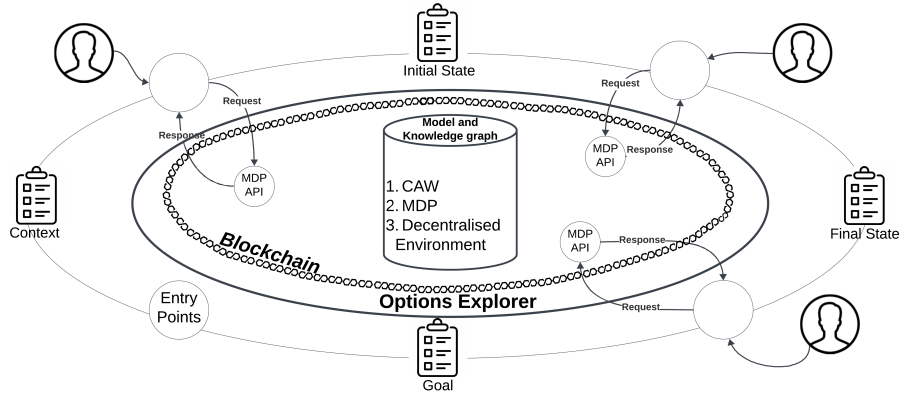 Initial State
Request
Response
MDP
API
Model and
Knowledge graph
1. CAW
2. MDP
3. Decentralised
Environment
Request
MDP
API
Response
Context
Final State
MDP
API
Response
Request
Blockchain
Options Explorer
Entry
Points
Goal